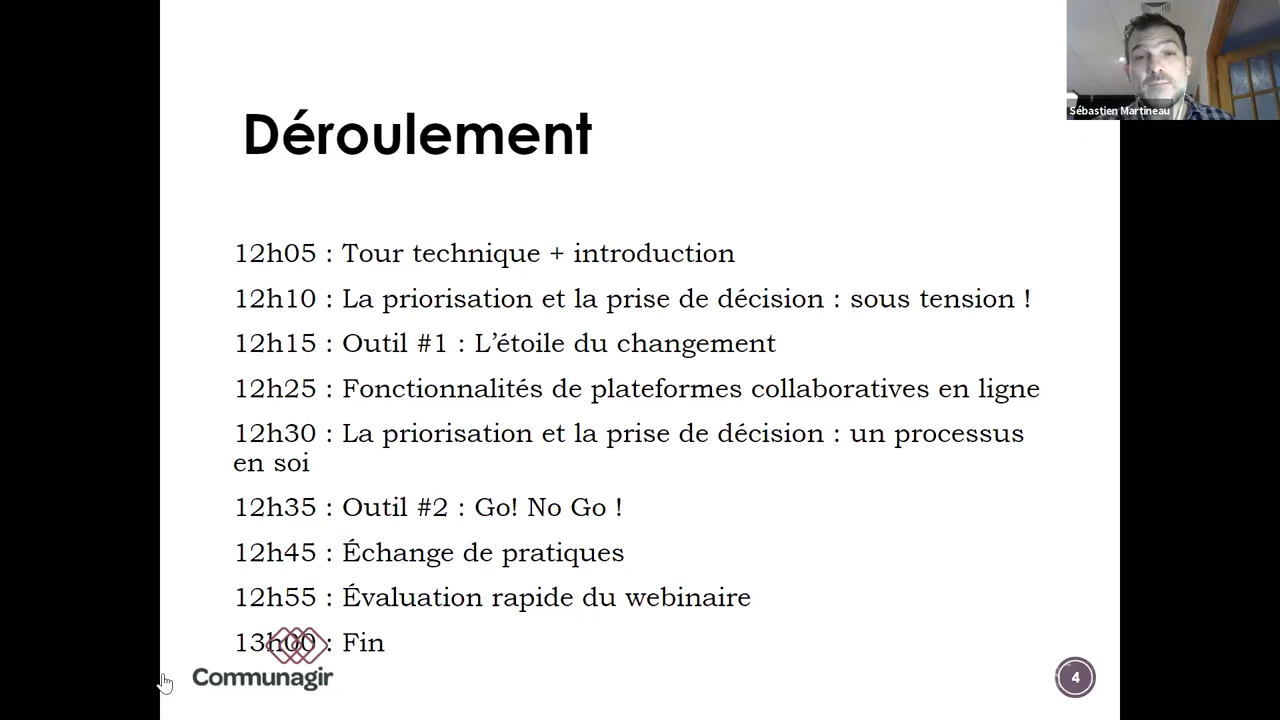 Sébastien Martineau
Déroulement
12h05 : Tour technique + introduction
12h10 : La priorisation et la prise de décision : sous tension !
12h15 : Outil #1 : L’étoile du changement
12h25 : Fonctionnalités de plateformes collaboratives en ligne
12h30 : La priorisation et la prise de décision : un processus
en soi
12h35 : Outil #2 : Go! No Go !
12h45 : Échange de pratiques
12h55 : Évaluation rapide du webinaire
13h00 : Fin
Communagir
4